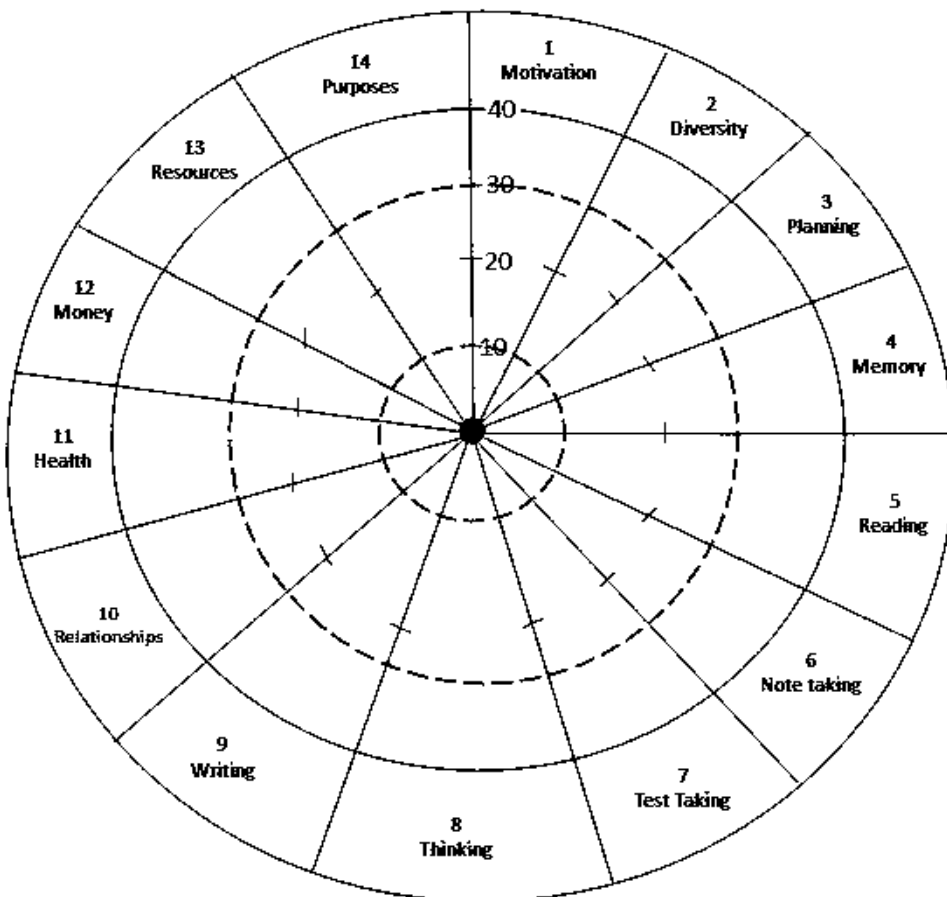 1
Motivation
2
Diversity
3
Planning
4
Memory
5
Reading
6
Note taking
7
Test Taking
8
Thinking
9
Writing
10
Relationships
11
Health
12
Money
13
Resources
14
Purposes
40
30
20
10